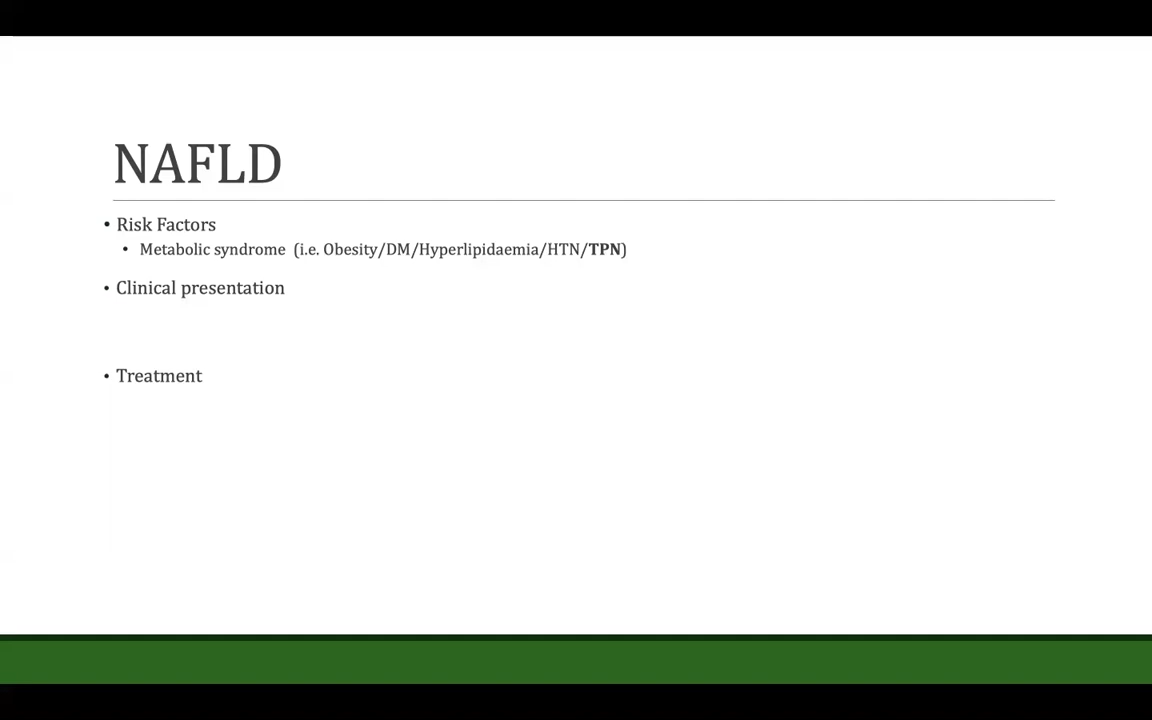 NAFLD
• Risk Factors
• Metabolic syndrome (i.e. Obesity/DM/Hyperlipidaemia/HTN/TPN)
• Clinical presentation
• Treatment